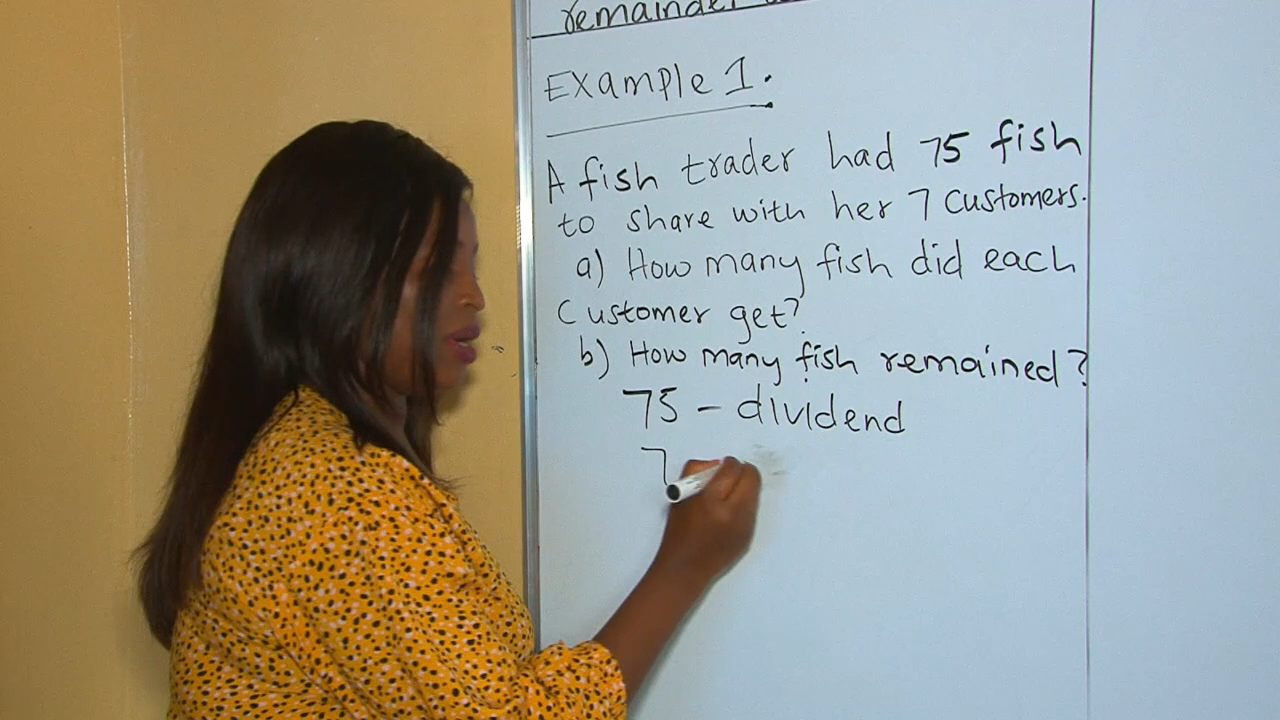 remainder
Example 1.
A fish trader had 75 fish
to share with her 7 customers.
a) How many fish did each
customer get?
b) How many fish remained?
75 - dividend
7